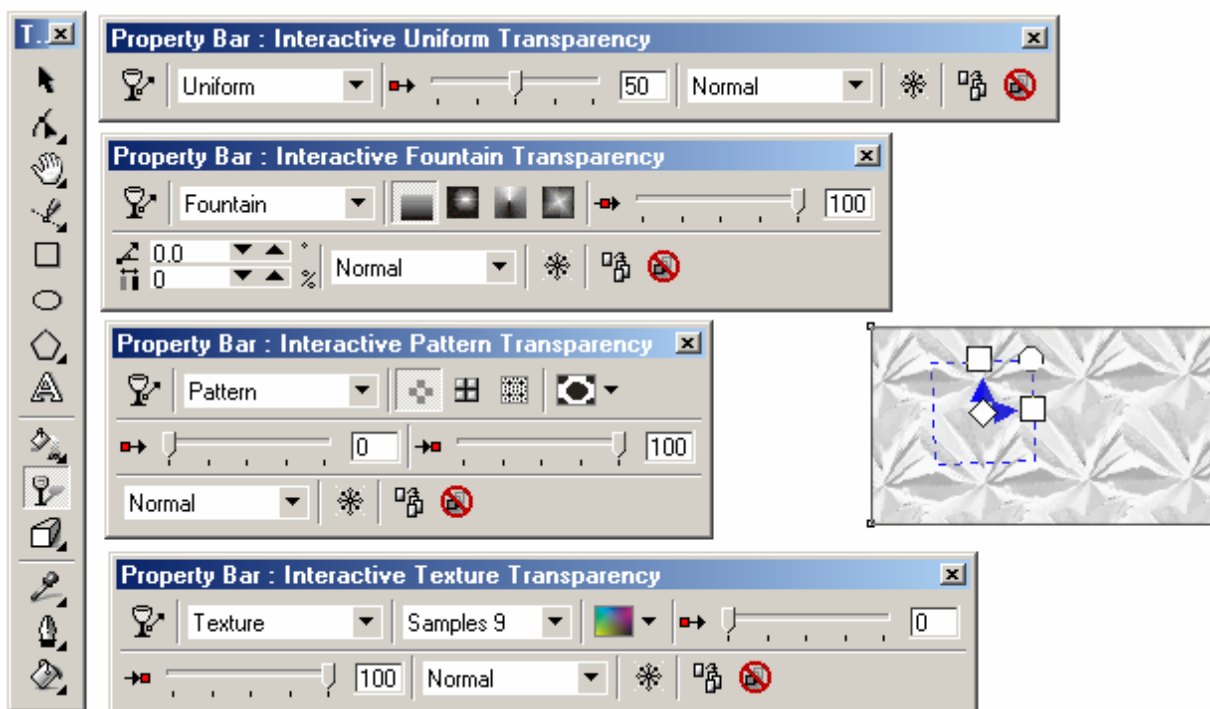 T...
Property Bar : Interactive Uniform Transparency
Uniform 50 Normal
Property Bar : Interactive Fountain Transparency
Fountain 100
0.0 °
0 % Normal
Property Bar : Interactive Pattern Transparency
Pattern
0 100
Normal
Property Bar : Interactive Texture Transparency
Texture Samples 9 0
100 Normal